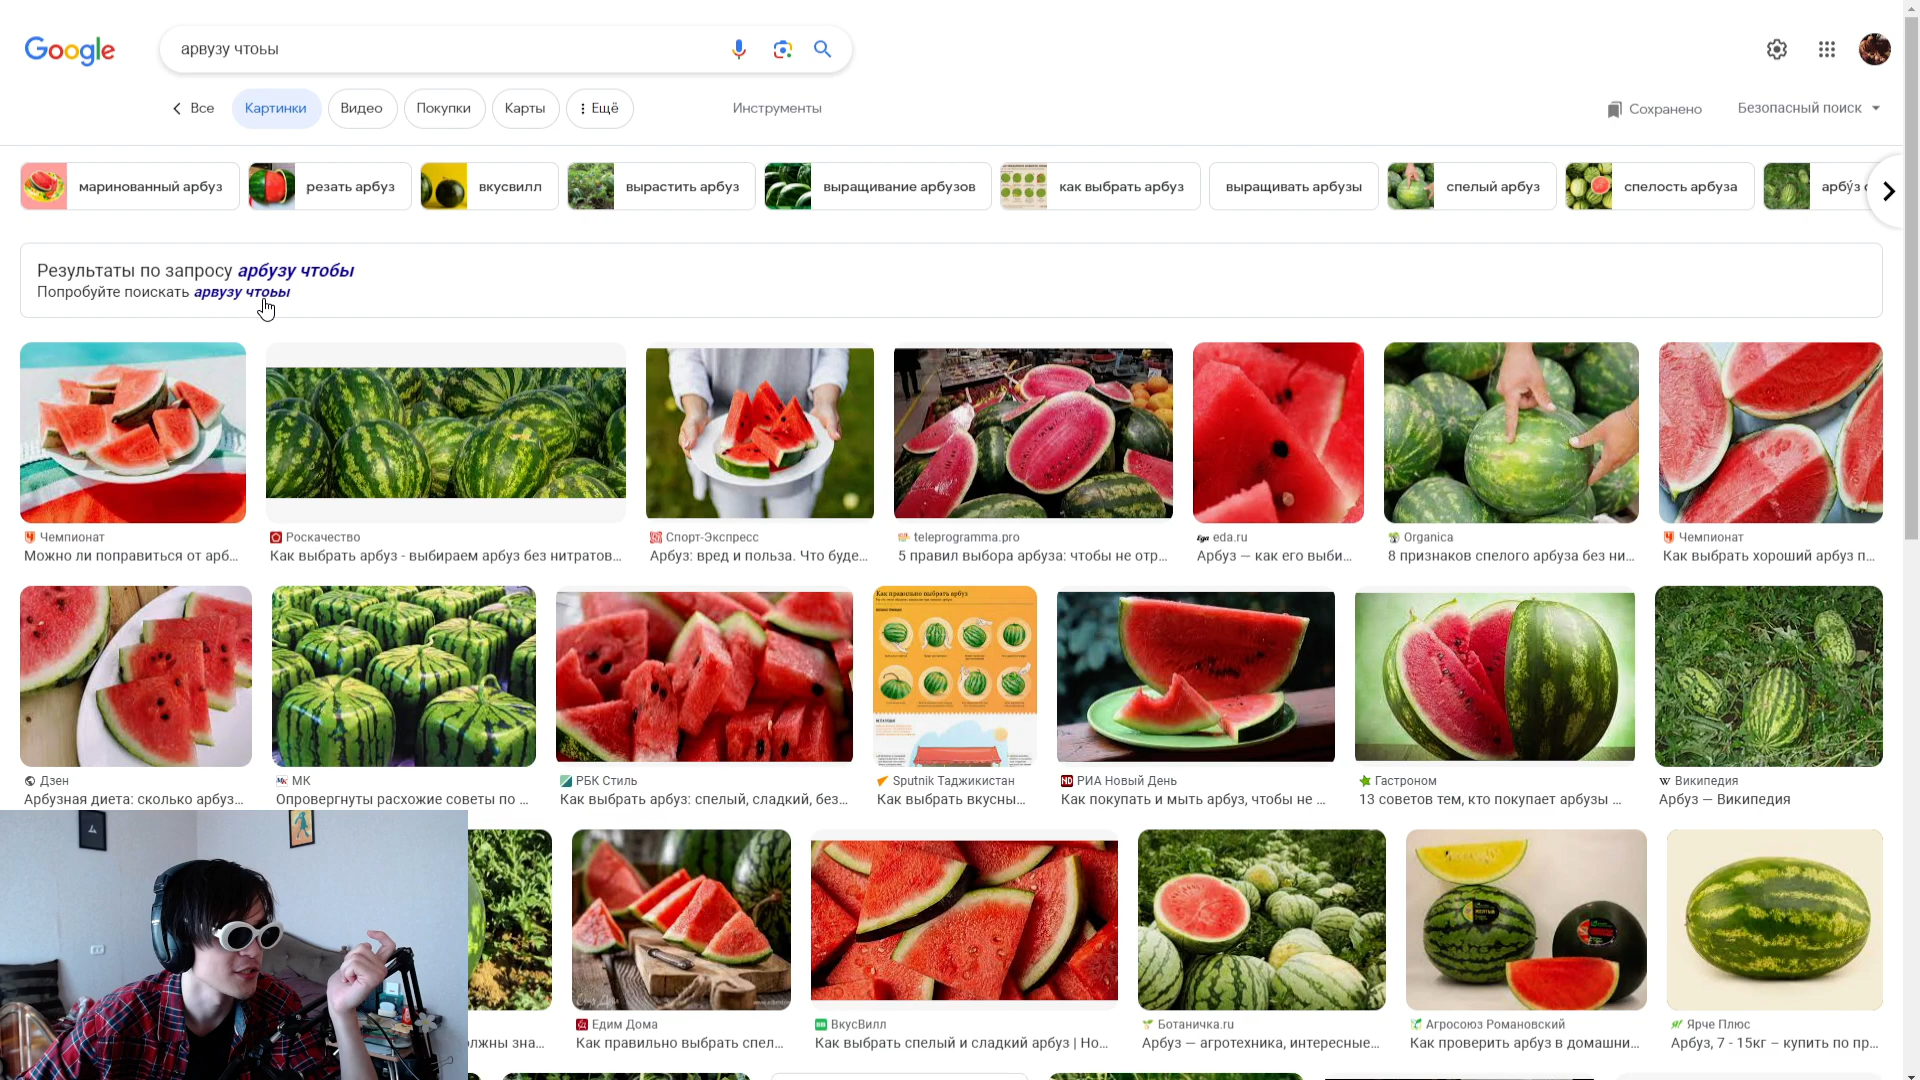 Google
арвузу чтоьы
Все Картинки Видео Покупки Карты Ещё Инструменты
Сохранено Безопасный поиск
маринованный арбуз резать арбуз вкусвилл вырастить арбуз выращивание арбузов как выбрать арбуз выращивать арбузы спелый арбуз спелость арбуза
Результаты по запросу арбузу чтобы
Попробуйте поискать арвузу чтоьы
Чемпионат Роскачество Спорт-Экспресс teleprogramma.pro eda.ru Organica Чемпионат
Можно ли поправиться от арб... Как выбрать арбуз - выбираем арбуз без нитратов... Арбуз: вред и польза. Что буде... 5 правил выбора арбуза: чтобы не отр... Арбуз — как его выби... 8 признаков спелого арбуза без ни... Как выбрать хороший арбуз п...
Как правильно выбрать арбуз
Дзен МК РБК Стиль Sputnik Таджикистан РИА Новый День Гастроном Википедия
Арбузная диета: сколько арбуз... Опровергнуты расхожие советы по ... Как выбрать арбуз: спелый, сладкий, без... Как выбрать вкусны... Как покупать и мыть арбуз, чтобы не ... 13 советов тем, кто покупает арбузы ... Арбуз — Википедия
Едим Дома ВкусВилл Ботаничка.ru Агросоюз Романовский Ярче Плюс
Как правильно выбрать спел... Как выбрать спелый и сладкий арбуз | Но... Арбуз — агротехника, интересные... Как проверить арбуз в домашни... Арбуз, 7 - 15кг – купить по пр...